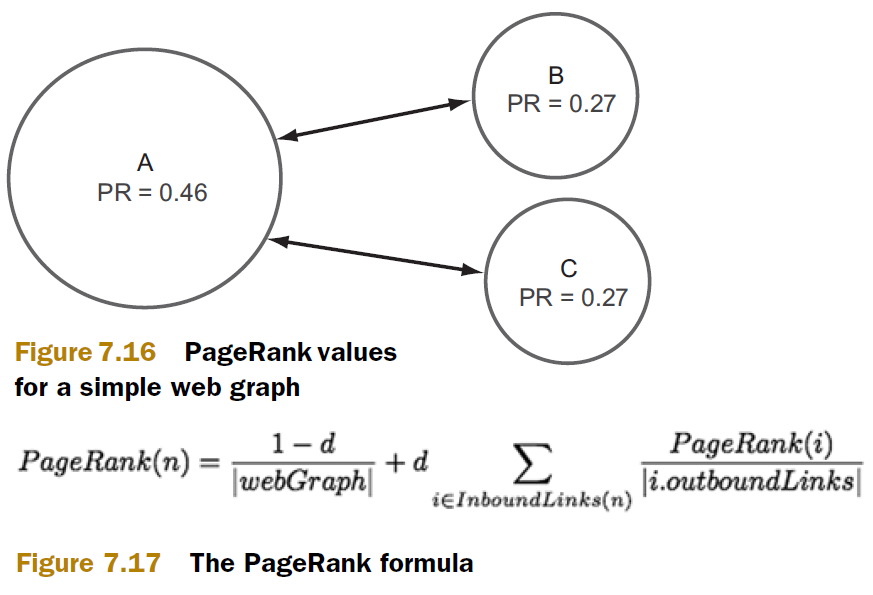 A
PR = 0.46
B
PR = 0.27
C
PR = 0.27
Figure 7.16 PageRank values
for a simple web graph
PageRank(n) = \frac{1 - d}{|webGraph|} + d \sum_{i∈InboundLinks(n)} \frac{PageRank(i)}{|i.outboundLinks|}
Figure 7.17 The PageRank formula